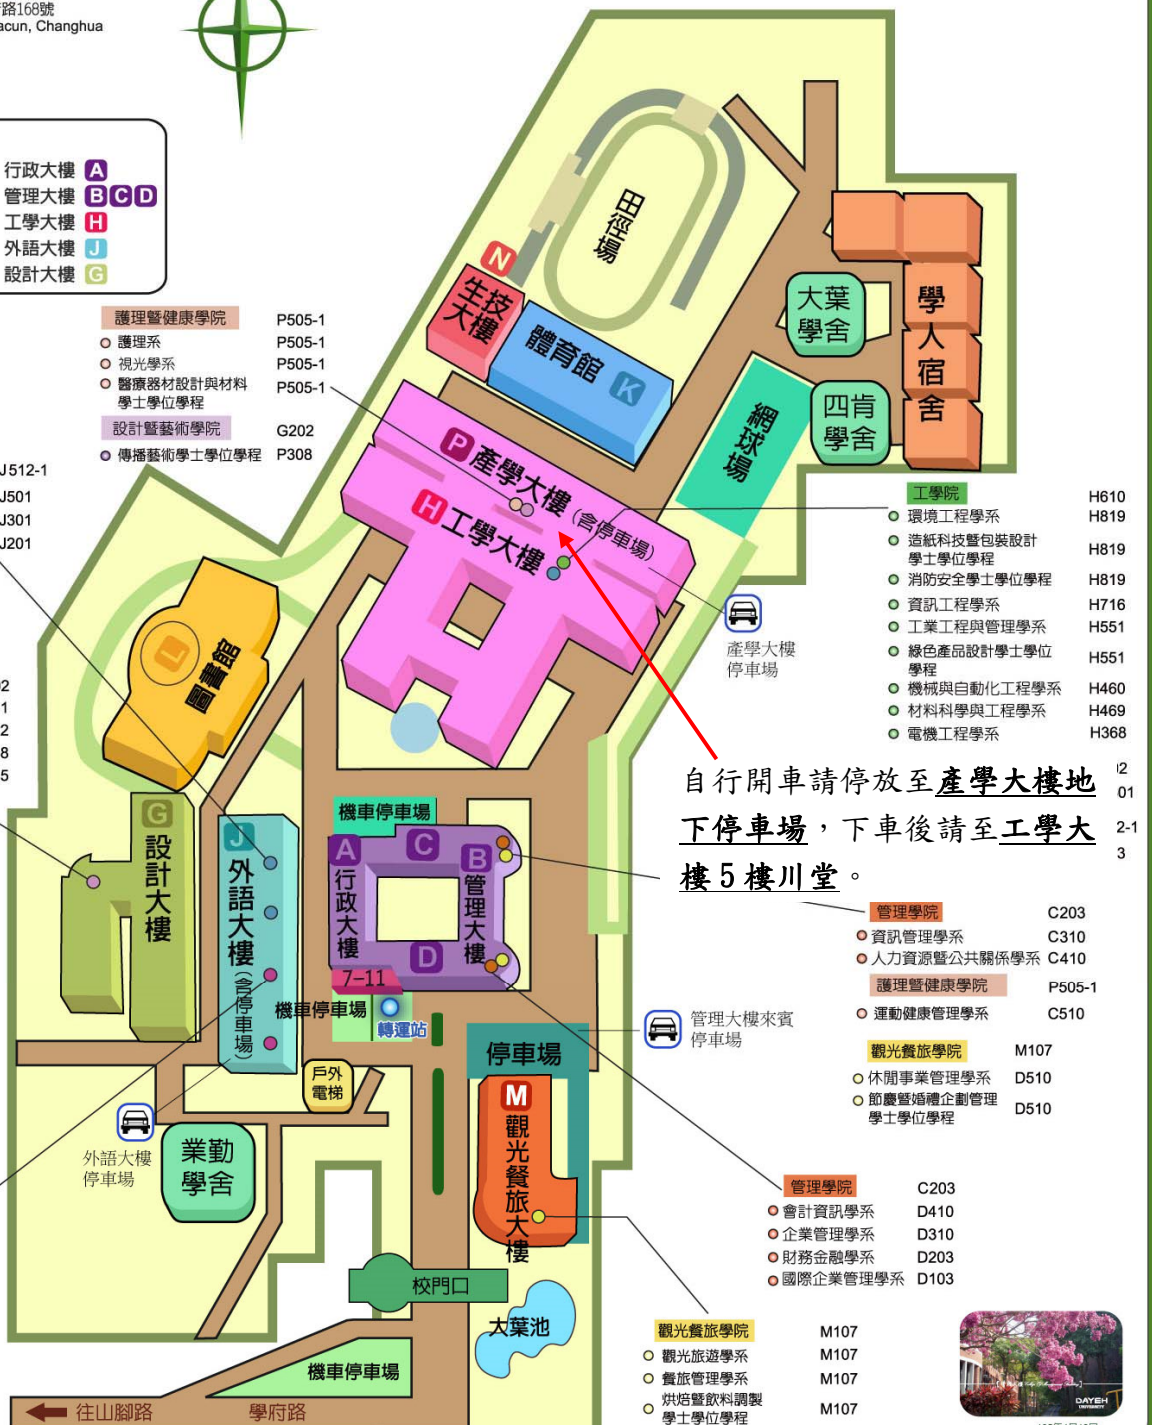 路168號
acun, Changhua
行政大樓 A
管理大樓 B C D
工學大樓 H
外語大樓 J
設計大樓 G
護理暨健康學院 P505-1
護理系 P505-1
視光學系 P505-1
醫療器材設計與材料
學士學位學程 P505-1
設計暨藝術學院 G202
傳播藝術學士學位學程 P308
J512-1
J501
J301
J201
田徑場
N
生技
大樓
體育館 K
大葉
學舍
四肯
學舍
學人宿舍
網球場
P 產學大樓 (含停車場)
H 工學大樓
產學大樓
停車場
工學院 H610
環境工程學系 H819
造紙科技暨包裝設計
學士學位學程 H819
消防安全學士學位學程 H819
資訊工程學系 H716
工業工程與管理學系 H551
綠色產品設計學士學位
學程 H551
機械與自動化工程學系 H460
材料科學與工程學系 H469
電機工程學系 H368
L
圖書館
02
1
2
8
5
自行開車請停放至產學大樓地
下停車場，下車後請至工學大
樓5樓川堂。
2
01
2-1
3
G
設計大樓
J
外語大樓
(含停車場)
機車停車場
A
行政大樓
C
B
管理大樓
D
7-11
機車停車場
轉運站
管理學院 C203
資訊管理學系 C310
人力資源暨公共關係學系 C410
護理暨健康學院 P505-1
運動健康管理學系 C510
觀光餐旅學院 M107
休閒事業管理學系 D510
節慶暨婚禮企劃管理
學士學位學程 D510
管理大樓來賓
停車場
停車場
M
觀光餐旅大樓
戶外
電梯
外語大樓
停車場
業勤
學舍
管理學院 C203
會計資訊學系 D410
企業管理學系 D310
財務金融學系 D203
國際企業管理學系 D103
校門口
大葉池
機車停車場
觀光餐旅學院 M107
觀光旅遊學系 M107
餐旅管理學系 M107
烘焙暨飲料調製
學士學位學程 M107
往山腳路 學府路
DAYEH
UNIVERSITY